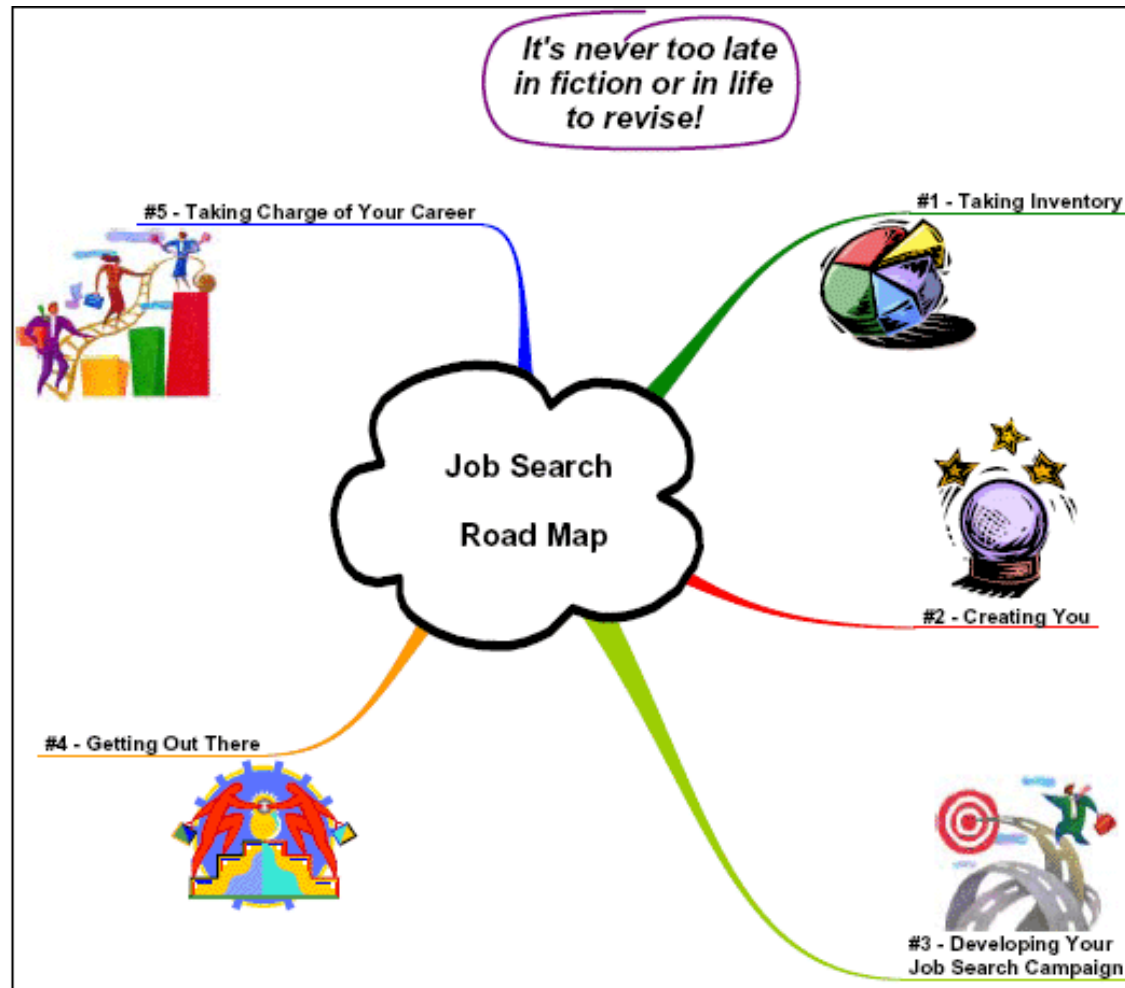 It's never too late
in fiction or in life
to revise!
#5 - Taking Charge of Your Career
#1 - Taking Inventory
Job Search
Road Map
#2 - Creating You
#4 - Getting Out There
#3 - Developing Your
Job Search Campaign